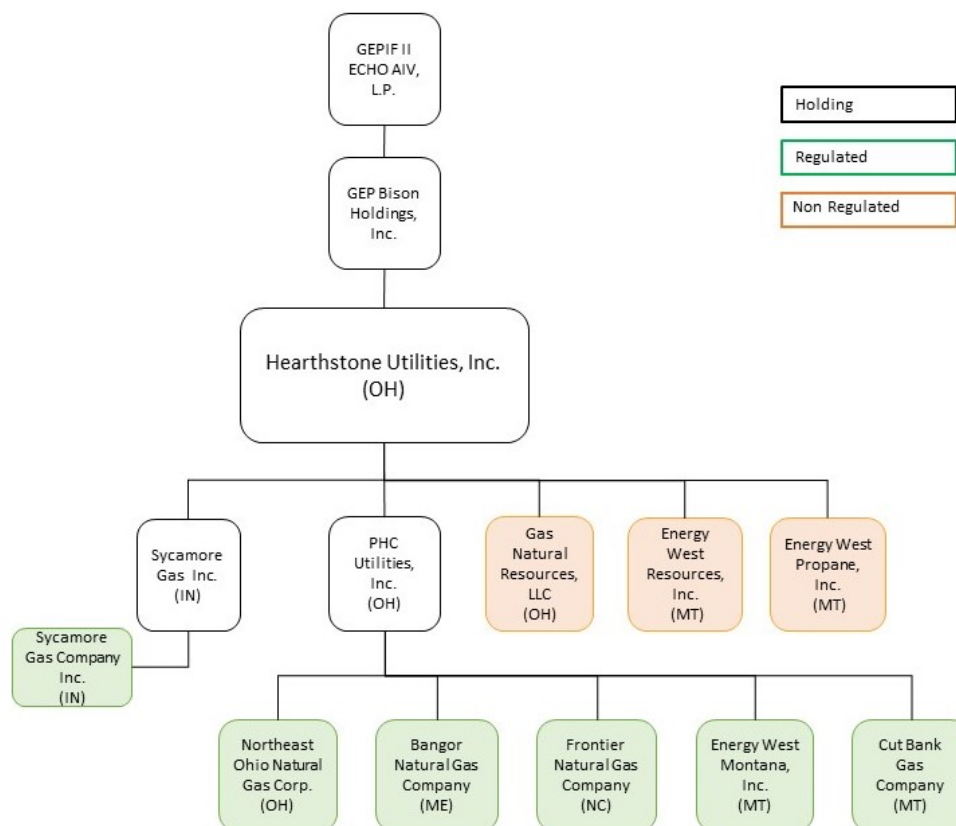 GEPIF II
ECHO AIV,
L.P.
Holding
Regulated
Non Regulated
GEP Bison
Holdings,
Inc.
Hearthstone Utilities, Inc.
(OH)
Sycamore
Gas Inc.
(IN)
PHC
Utilities,
Inc.
(OH)
Gas
Natural
Resources,
LLC
(OH)
Energy
West
Resources,
Inc.
(MT)
Energy West
Propane,
Inc.
(MT)
Sycamore
Gas Company
Inc.
(IN)
Northeast
Ohio Natural
Gas Corp.
(OH)
Bangor
Natural Gas
Company
(ME)
Frontier
Natural Gas
Company
(NC)
Energy West
Montana,
Inc.
(MT)
Cut Bank
Gas
Company
(MT)